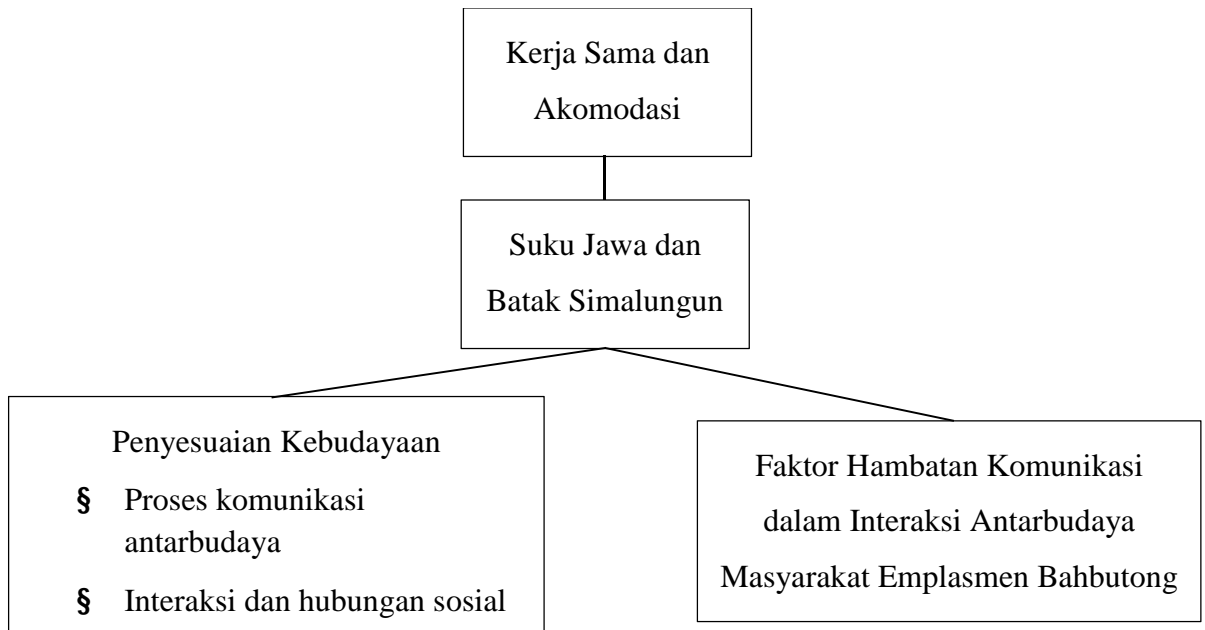 Kerja Sama dan
Akomodasi
Suku Jawa dan
Batak Simalungun
Penyesuaian Kebudayaan
§ Proses komunikasi
antarbudaya
§ Interaksi dan hubungan sosial
Faktor Hambatan Komunikasi
dalam Interaksi Antarbudaya
Masyarakat Emplasmen Bahbutong